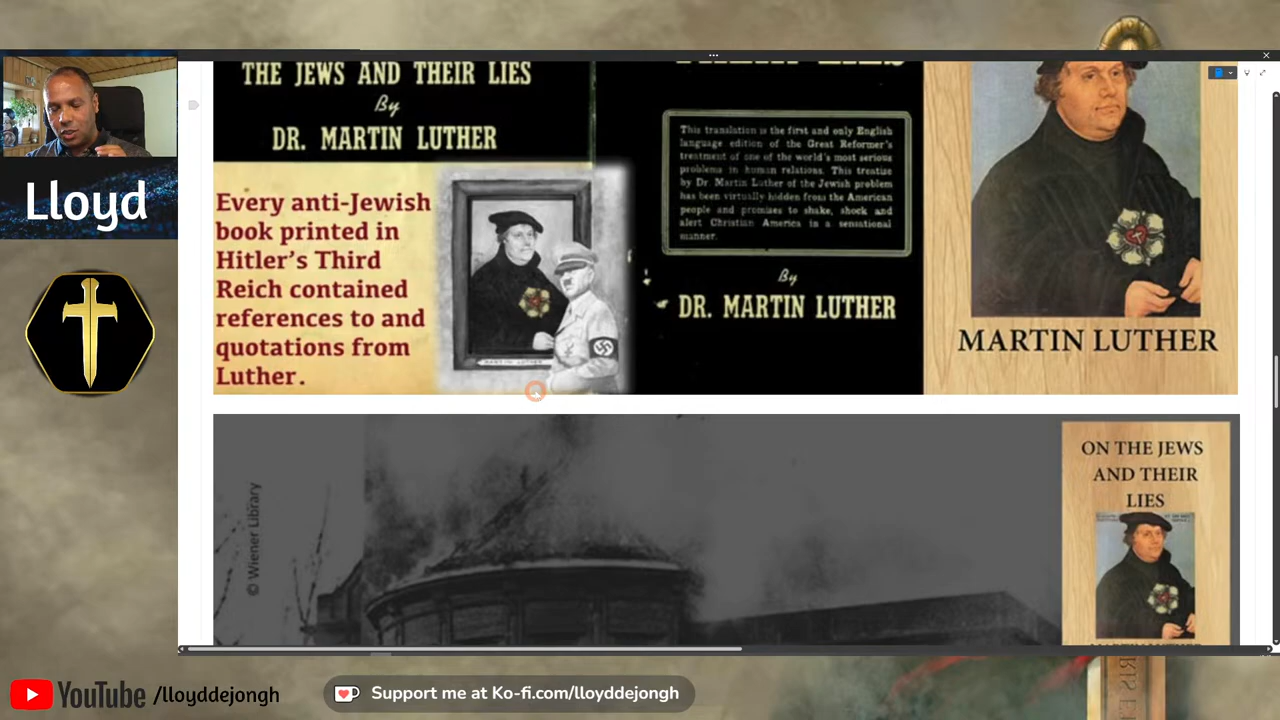 Lloyd
THE JEWS AND THEIR LIES
By
DR. MARTIN LUTHER
Every anti-Jewish
book printed in
Hitler's Third
Reich contained
references to and
quotations from
Luther.
This translation is the first and only English
language edition of the Great Reformer's
treatment of one of the world's most serious
problems in human relations. This treatise
by Dr. Martin Luther of the Jewish problem
has been virtually hidden from the American
people and promises to shake, shock and
alert Christian America in a sensational
manner.
By
DR. MARTIN LUTHER
MARTIN LUTHER
© Wiener Library
ON THE JEWS
AND THEIR
LIES
YouTube /lloyddejongh
Support me at Ko-fi.com/lloyddejongh